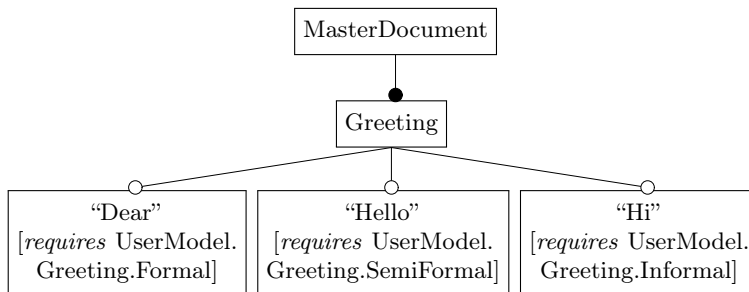 MasterDocument
Greeting
“Dear”
[requires UserModel.
Greeting.Formal]
“Hello”
[requires UserModel.
Greeting.SemiFormal]
“Hi”
[requires UserModel.
Greeting.Informal]